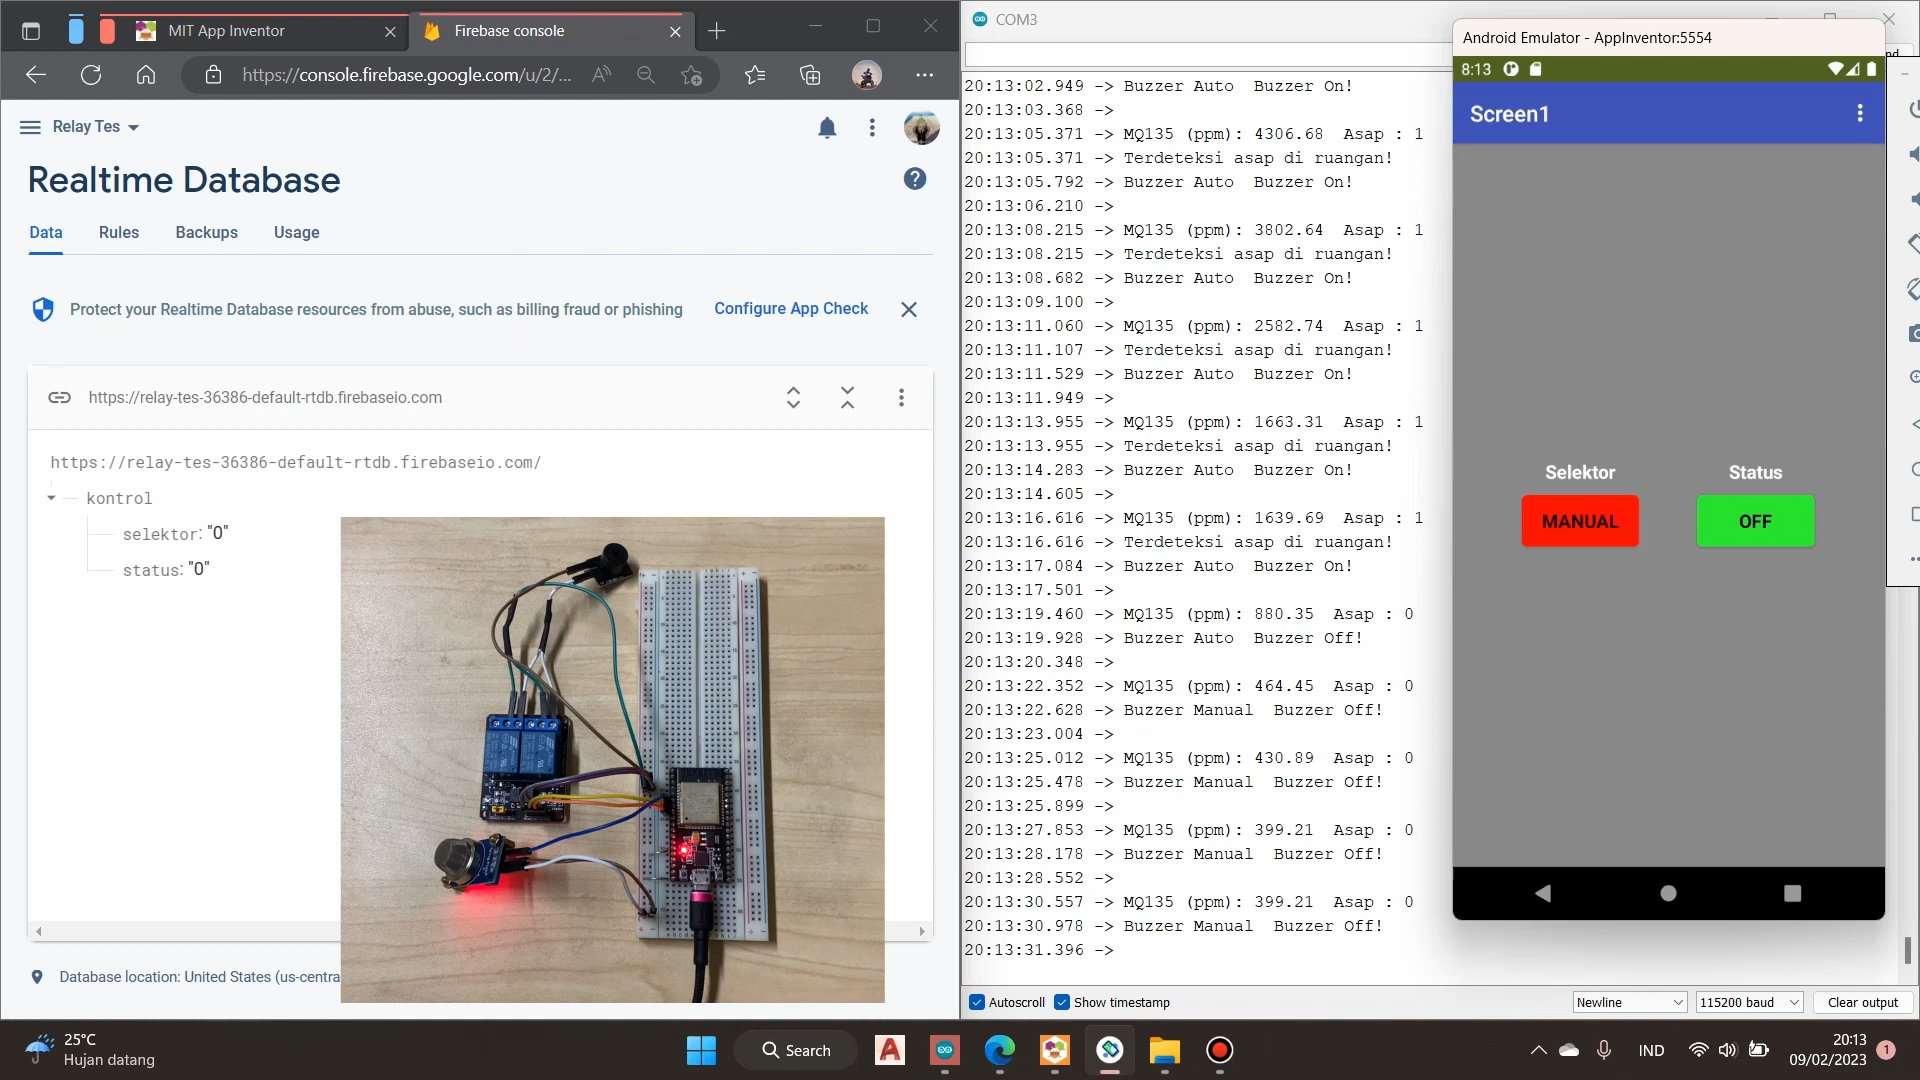 MIT App Inventor
Firebase console
https://console.firebase.google.com/u/2/...
Relay Tes
Realtime Database
Data Rules Backups Usage
Protect your Realtime Database resources from abuse, such as billing fraud or phishing Configure App Check
https://relay-tes-36386-default-rtdb.firebaseio.com
https://relay-tes-36386-default-rtdb.firebaseio.com/
kontrol
selektor: "0"
status: "0"
Database location: United States (us-centra
COM3
nd
20:13:02.949 -> Buzzer Auto  Buzzer On!
20:13:03.368 ->
20:13:05.371 -> MQ135 (ppm): 4306.68  Asap : 1
20:13:05.371 -> Terdeteksi asap di ruangan!
20:13:05.792 -> Buzzer Auto  Buzzer On!
20:13:06.210 ->
20:13:08.215 -> MQ135 (ppm): 3802.64  Asap : 1
20:13:08.215 -> Terdeteksi asap di ruangan!
20:13:08.682 -> Buzzer Auto  Buzzer On!
20:13:09.100 ->
20:13:11.060 -> MQ135 (ppm): 2582.74  Asap : 1
20:13:11.107 -> Terdeteksi asap di ruangan!
20:13:11.529 -> Buzzer Auto  Buzzer On!
20:13:11.949 ->
20:13:13.955 -> MQ135 (ppm): 1663.31  Asap : 1
20:13:13.955 -> Terdeteksi asap di ruangan!
20:13:14.283 -> Buzzer Auto  Buzzer On!
20:13:14.605 ->
20:13:16.616 -> MQ135 (ppm): 1639.69  Asap : 1
20:13:16.616 -> Terdeteksi asap di ruangan!
20:13:17.084 -> Buzzer Auto  Buzzer On!
20:13:17.501 ->
20:13:19.460 -> MQ135 (ppm): 880.35  Asap : 0
20:13:19.928 -> Buzzer Auto  Buzzer Off!
20:13:20.348 ->
20:13:22.352 -> MQ135 (ppm): 464.45  Asap : 0
20:13:22.628 -> Buzzer Manual  Buzzer Off!
20:13:23.004 ->
20:13:25.012 -> MQ135 (ppm): 430.89  Asap : 0
20:13:25.478 -> Buzzer Manual  Buzzer Off!
20:13:25.899 ->
20:13:27.853 -> MQ135 (ppm): 399.21  Asap : 0
20:13:28.178 -> Buzzer Manual  Buzzer Off!
20:13:28.552 ->
20:13:30.557 -> MQ135 (ppm): 399.21  Asap : 0
20:13:30.978 -> Buzzer Manual  Buzzer Off!
20:13:31.396 ->
Autoscroll Show timestamp Newline 115200 baud Clear output
Android Emulator - AppInventor:5554
8:13
Screen1
Selektor Status
MANUAL OFF
25°C
Hujan datang
Search
IND
20:13
09/02/2023
1